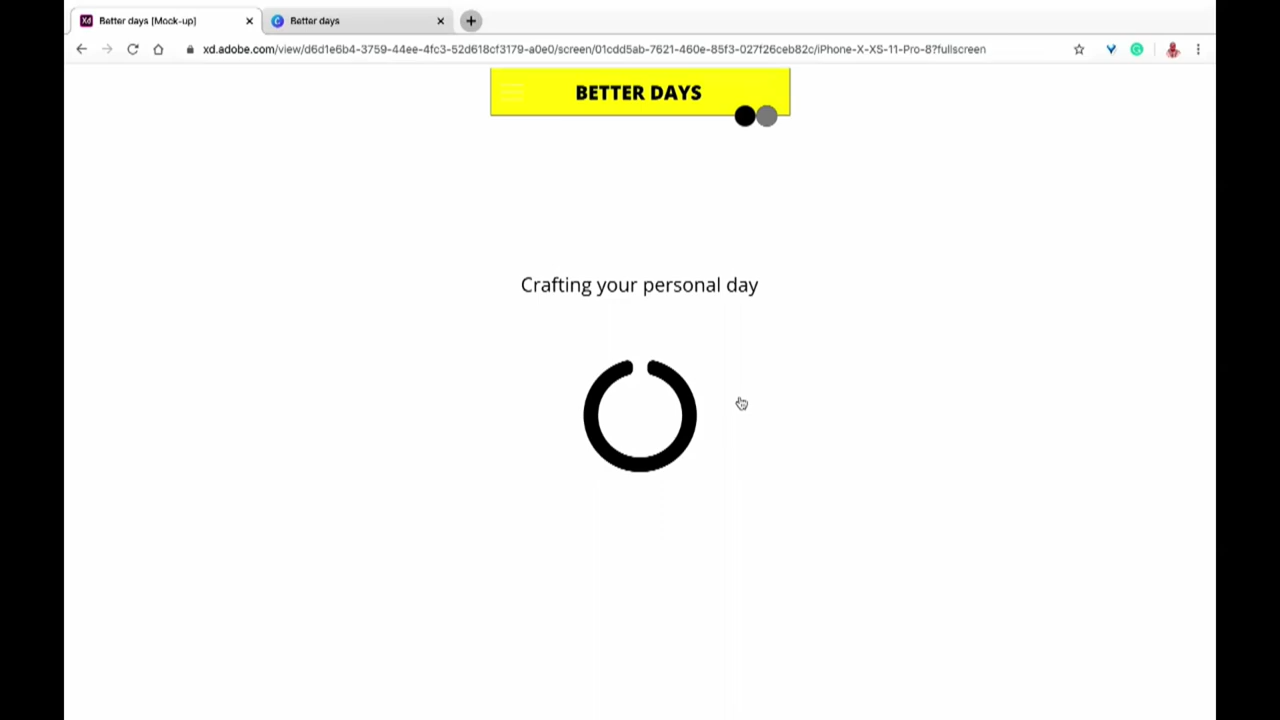 Xd Better days [Mock-up]
Better days
xd.adobe.com/view/d6d1e6b4-3759-44ee-4fc3-52d618cf3179-a0e0/screen/01cdd5ab-7621-460e-85f3-027f26ceb82c/iPhone-X-XS-11-Pro-8?fullscreen
BETTER DAYS
Crafting your personal day